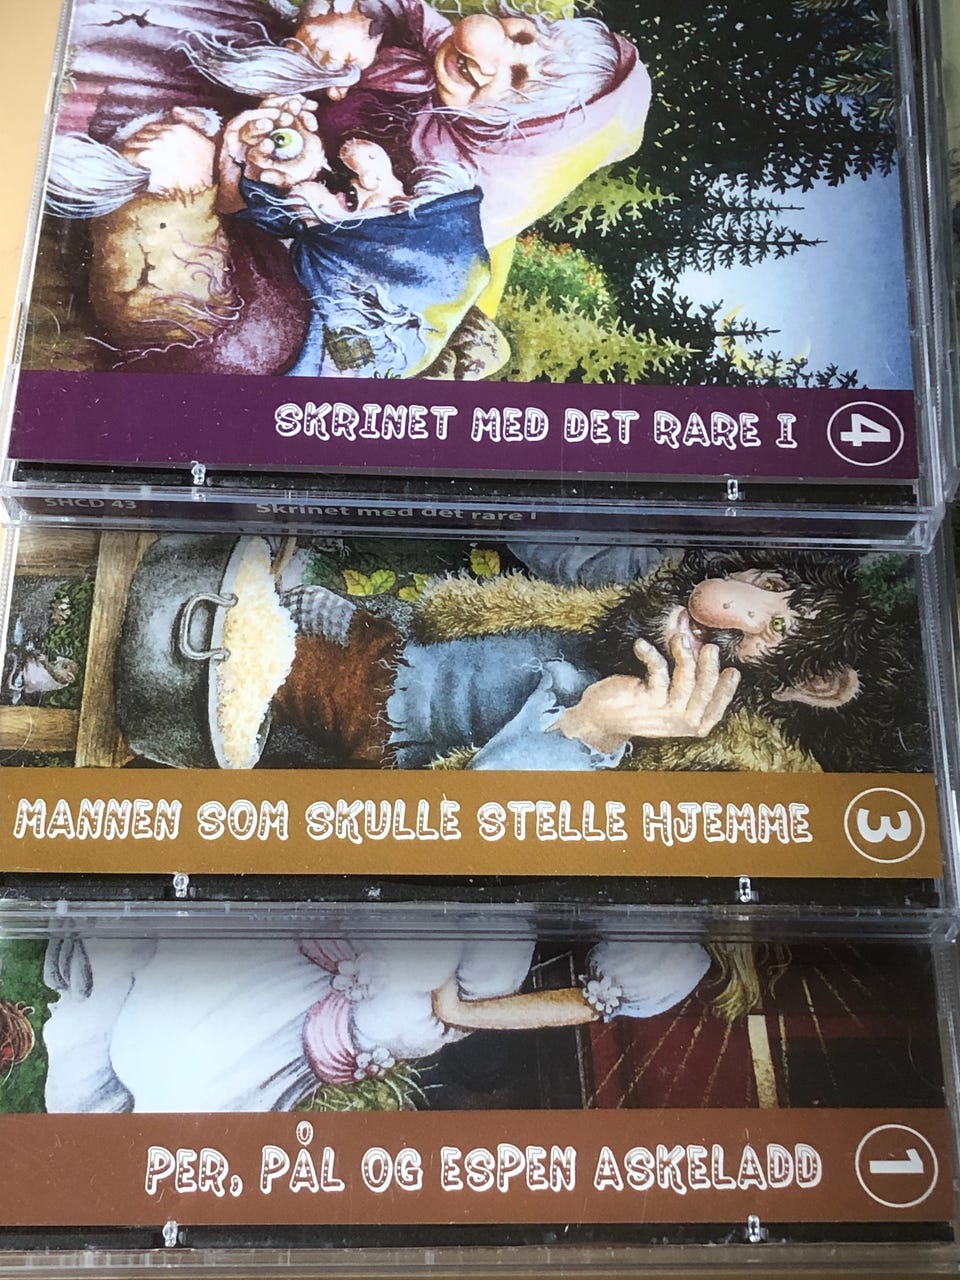 SKRINET MED DET RARE I
4
SHCD 43
Skrinet med det rare I
MANNEN SOM SKULLE STELLE HJEMME
3
PER, PÅL OG ESPEN ASKELADD
1